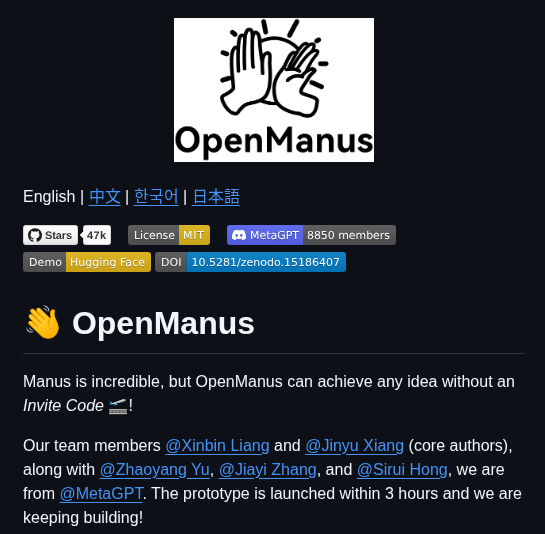 OpenManus
English | 中文 | 한국어 | 日本語
Stars 47k License MIT MetaGPT 8850 members
Demo Hugging Face DOI 10.5281/zenodo.15186407
👋 OpenManus
Manus is incredible, but OpenManus can achieve any idea without an
Invite Code 🛫!
Our team members @Xinbin Liang and @Jinyu Xiang (core authors),
along with @Zhaoyang Yu, @Jiayi Zhang, and @Sirui Hong, we are
from @MetaGPT. The prototype is launched within 3 hours and we are
keeping building!